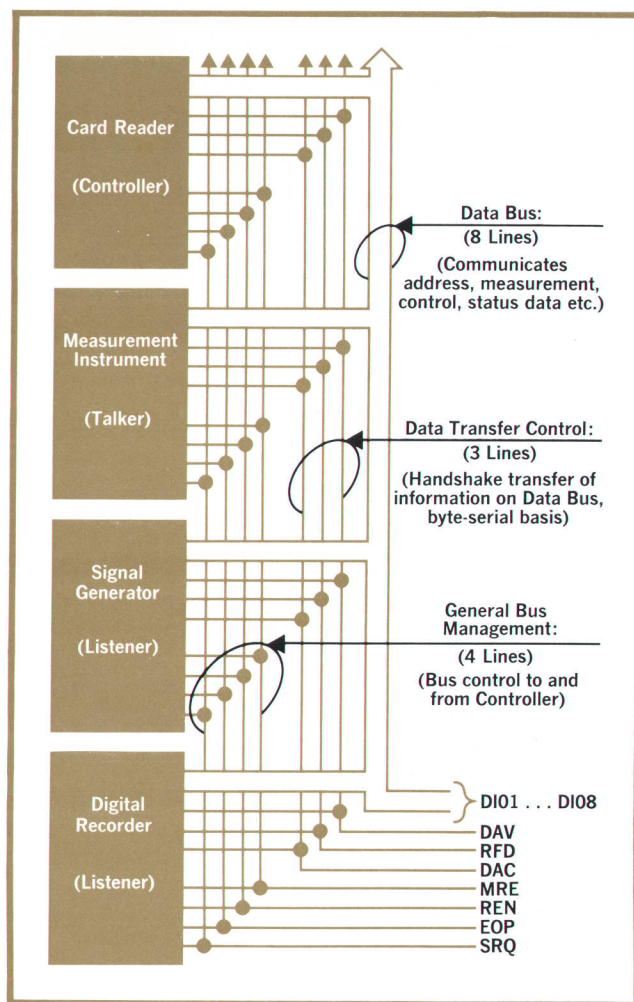 Card Reader
(Controller)
Data Bus:
(8 Lines)
(Communicates
address, measurement,
control, status data etc.)
Measurement
Instrument
(Talker)
Data Transfer Control:
(3 Lines)
(Handshake transfer of
information on Data Bus,
byte-serial basis)
Signal
Generator
(Listener)
General Bus
Management:
(4 Lines)
(Bus control to and
from Controller)
Digital
Recorder
(Listener)
DI01 . . . DI08
DAV
RFD
DAC
MRE
REN
EOP
SRQ